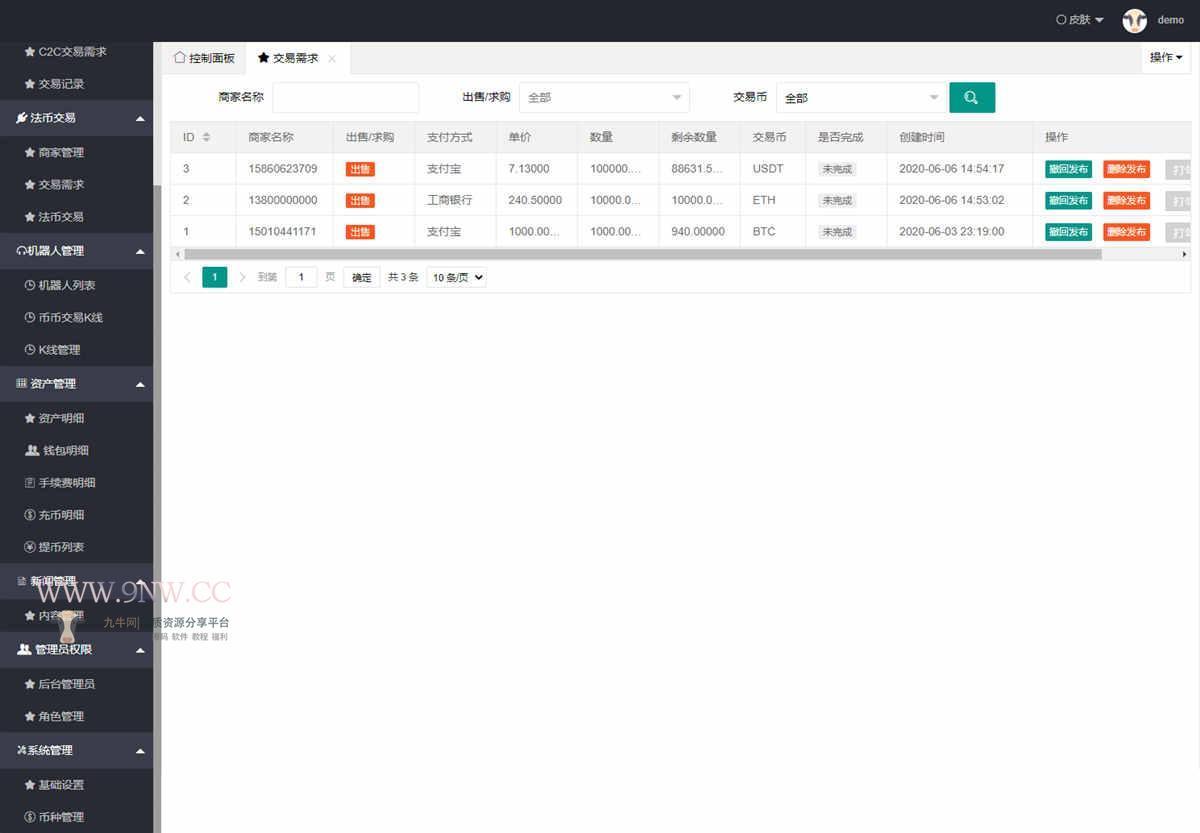 皮肤 demo
C2C交易需求
交易记录
法币交易
商家管理
交易需求
法币交易
机器人管理
机器人列表
币币交易K线
K线管理
资产管理
资产明细
钱包明细
手续费明细
充币明细
提币列表
新闻管理
管理员权限
后台管理员
角色管理
系统管理
基础设置
币种管理
控制面板 交易需求 操作
商家名称 出售/求购 全部 交易币 全部
ID 商家名称 出售/求购 支付方式 单价 数量 剩余数量 交易币 是否完成 创建时间 操作
3 15860623709 出售 支付宝 7.13000 100000.... 88631.5... USDT 未完成 2020-06-06 14:54:17 撤回发布 删除发布
2 13800000000 出售 工商银行 240.50000 10000.0... 10000.0... ETH 未完成 2020-06-06 14:53:02 撤回发布 删除发布
1 15010441171 出售 支付宝 1000.00... 1000.00... 940.00000 BTC 未完成 2020-06-03 23:19:00 撤回发布 删除发布
1 到第 1 页 确定 共 3 条 10 条/页
WWW.9NW.CC
九牛网 质资源分享平台
软件 教程 福利